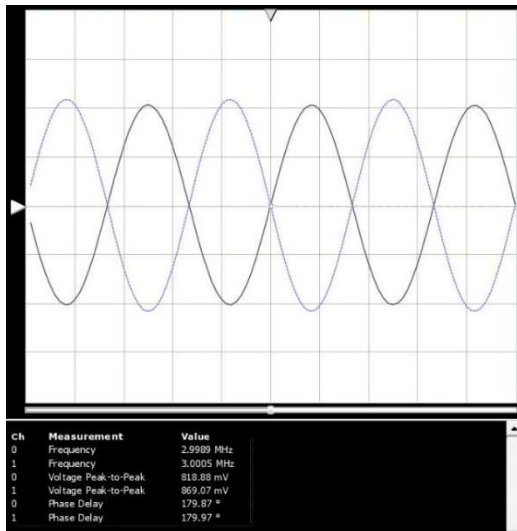 Ch Measurement Value
0 Frequency 2.9989 MHz
1 Frequency 3.0005 MHz
0 Voltage Peak-to-Peak 818.88 mV
1 Voltage Peak-to-Peak 869.07 mV
0 Phase Delay 179.87 °
1 Phase Delay 179.97 °